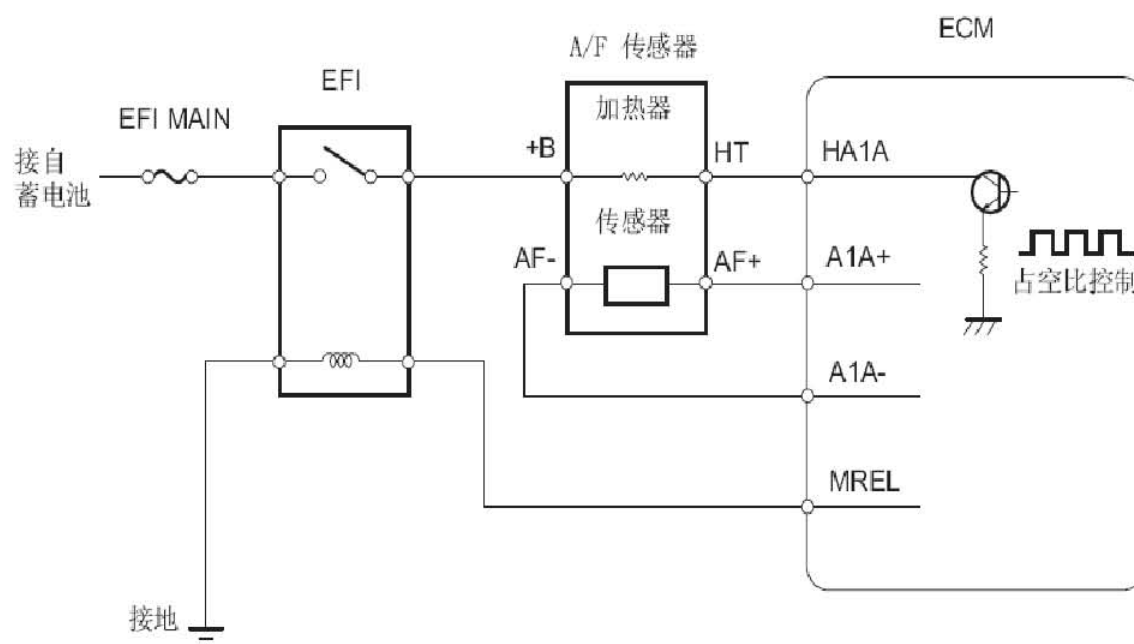 ECM
A/F 传感器
EFI
EFI MAIN
加热器
接自
蓄电池
+B
HT
HA1A
传感器
AF-
AF+
A1A+
占空比控制
A1A-
MREL
接地